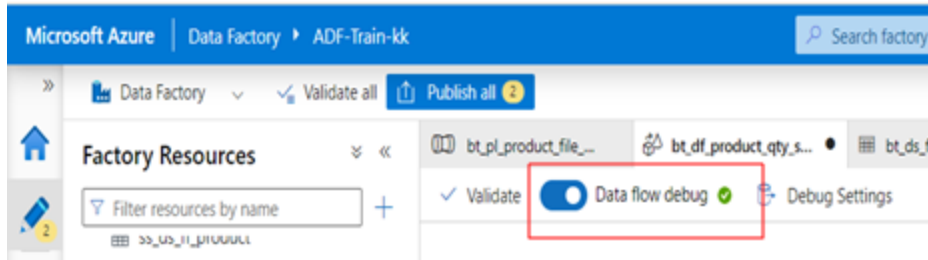 Microsoft Azure Data Factory ADF-Train-kk Search factory
Data Factory Validate all Publish all 2
Factory Resources bt_pl_product_file_... bt_df_product_qty_s... bt_ds_f
Validate Data flow debug Debug Settings
Filter resources by name
2